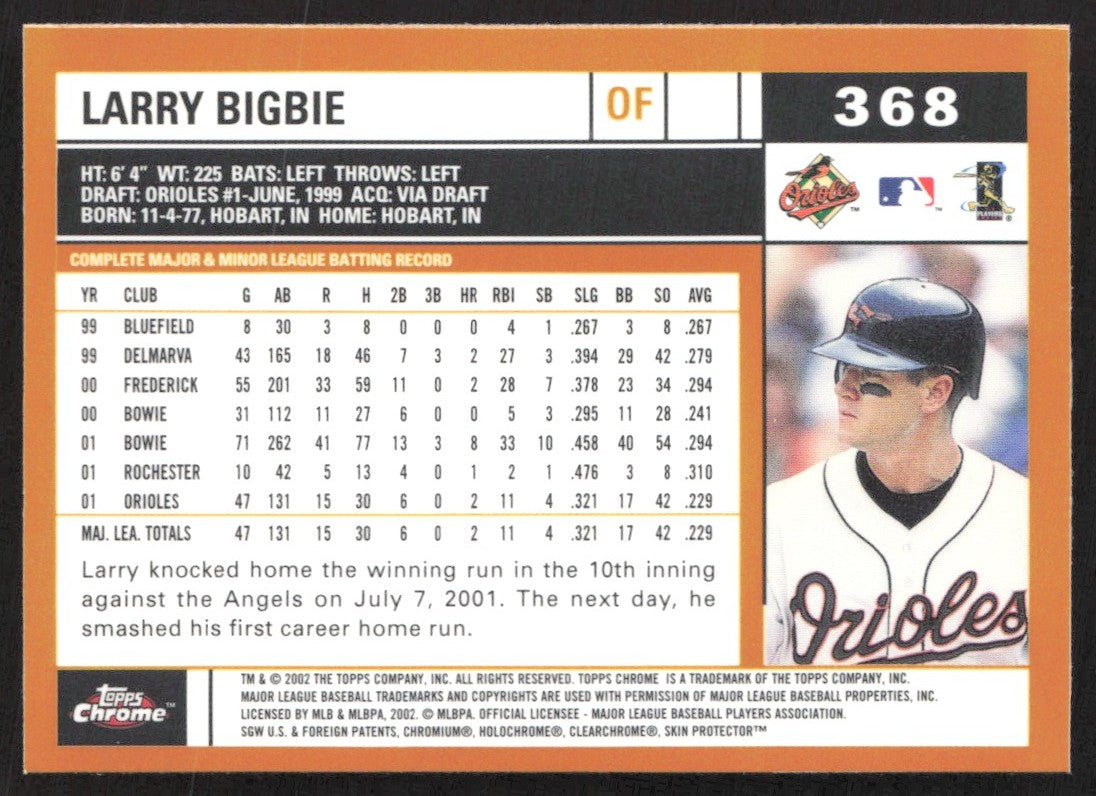 LARRY BIGBIE
OF
368
HT: 6' 4" WT: 225 BATS: LEFT THROWS: LEFT
DRAFT: ORIOLES #1-JUNE, 1999 ACQ: VIA DRAFT
BORN: 11-4-77, HOBART, IN HOME: HOBART, IN
Orioles TM
TM
PLAYERS ®
COMPLETE MAJOR & MINOR LEAGUE BATTING RECORD
YR CLUB G AB R H 2B 3B HR RBI SB SLG BB SO AVG
99 BLUEFIELD 8 30 3 8 0 0 0 4 1 .267 3 8 .267
99 DELMARVA 43 165 18 46 7 3 2 27 3 .394 29 42 .279
00 FREDERICK 55 201 33 59 11 0 2 28 7 .378 23 34 .294
00 BOWIE 31 112 11 27 6 0 0 5 3 .295 11 28 .241
01 BOWIE 71 262 41 77 13 3 8 33 10 .458 40 54 .294
01 ROCHESTER 10 42 5 13 4 0 1 2 1 .476 3 8 .310
01 ORIOLES 47 131 15 30 6 0 2 11 4 .321 17 42 .229
MAJ. LEA. TOTALS 47 131 15 30 6 0 2 11 4 .321 17 42 .229
Larry knocked home the winning run in the 10th inning
against the Angels on July 7, 2001. The next day, he
smashed his first career home run.
Orioles
Topps
Chrome™
TM & © 2002 THE TOPPS COMPANY, INC. ALL RIGHTS RESERVED. TOPPS CHROME IS A TRADEMARK OF THE TOPPS COMPANY, INC.
MAJOR LEAGUE BASEBALL TRADEMARKS AND COPYRIGHTS ARE USED WITH PERMISSION OF MAJOR LEAGUE BASEBALL PROPERTIES, INC.
LICENSED BY MLB & MLBPA, 2002. © MLBPA. OFFICIAL LICENSEE - MAJOR LEAGUE BASEBALL PLAYERS ASSOCIATION.
SGW U.S. & FOREIGN PATENTS, CHROMIUM®, HOLOCHROME®, CLEARCHROME®, SKIN PROTECTOR™